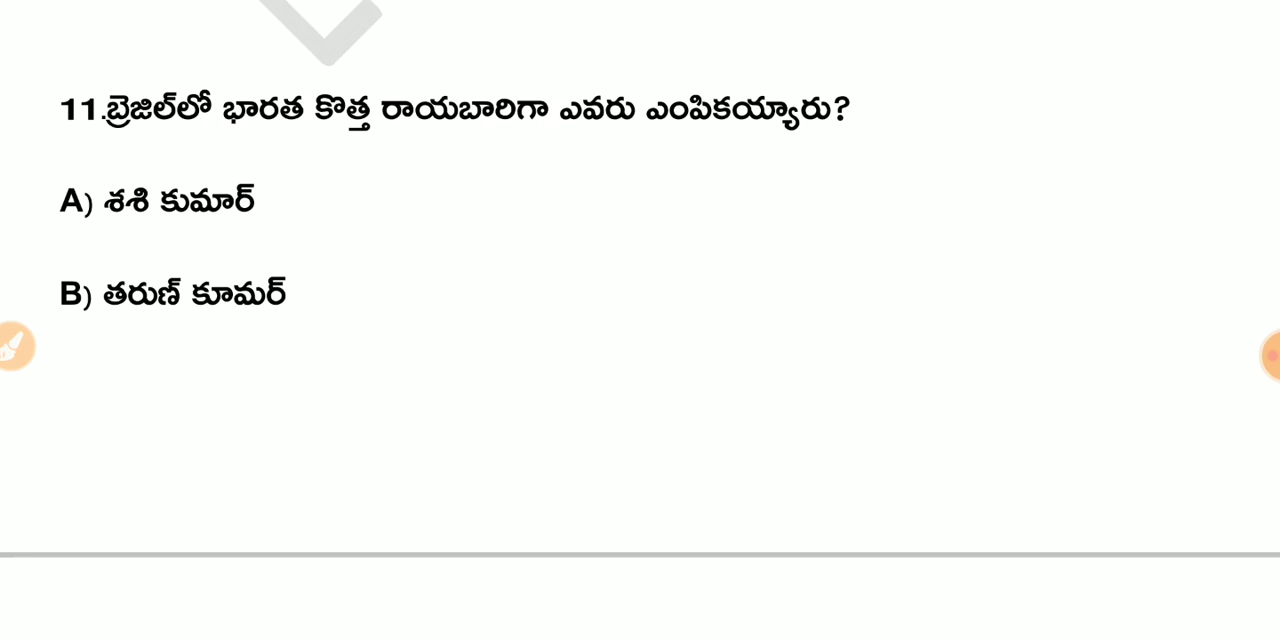 11.బ్రెజిల్‌లో భారత కొత్త రాయబారిగా ఎవరు ఎంపికయ్యారు?
A) శశి కుమార్
B) తరుణ్ కూమర్